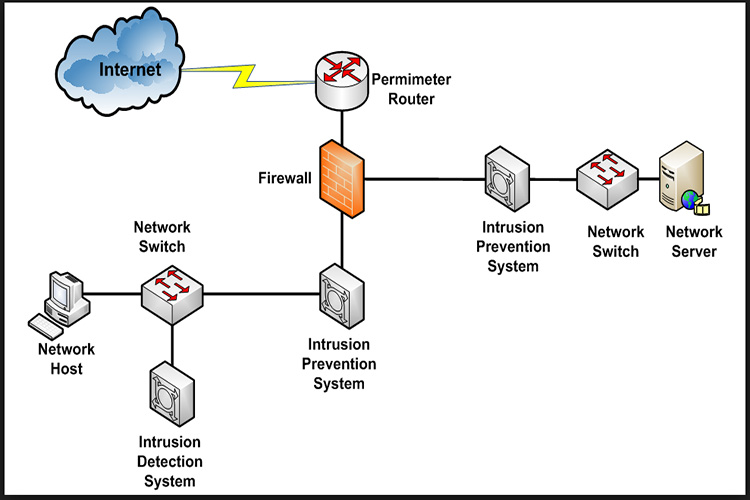 Internet
Permimeter
Router
Firewall
Intrusion
Prevention
System
Network
Switch
Network
Server
Network
Switch
Network
Host
Intrusion
Prevention
System
Intrusion
Detection
System